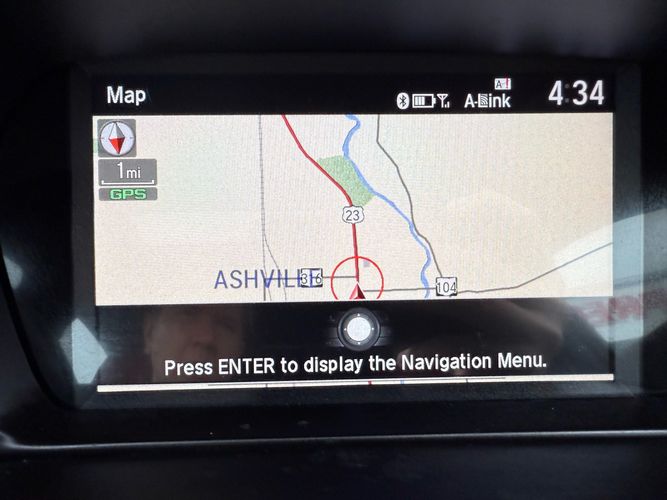 Map
A-Link
4:34
1mi
GPS
23
ASHVILLE
316
104
Press ENTER to display the Navigation Menu.